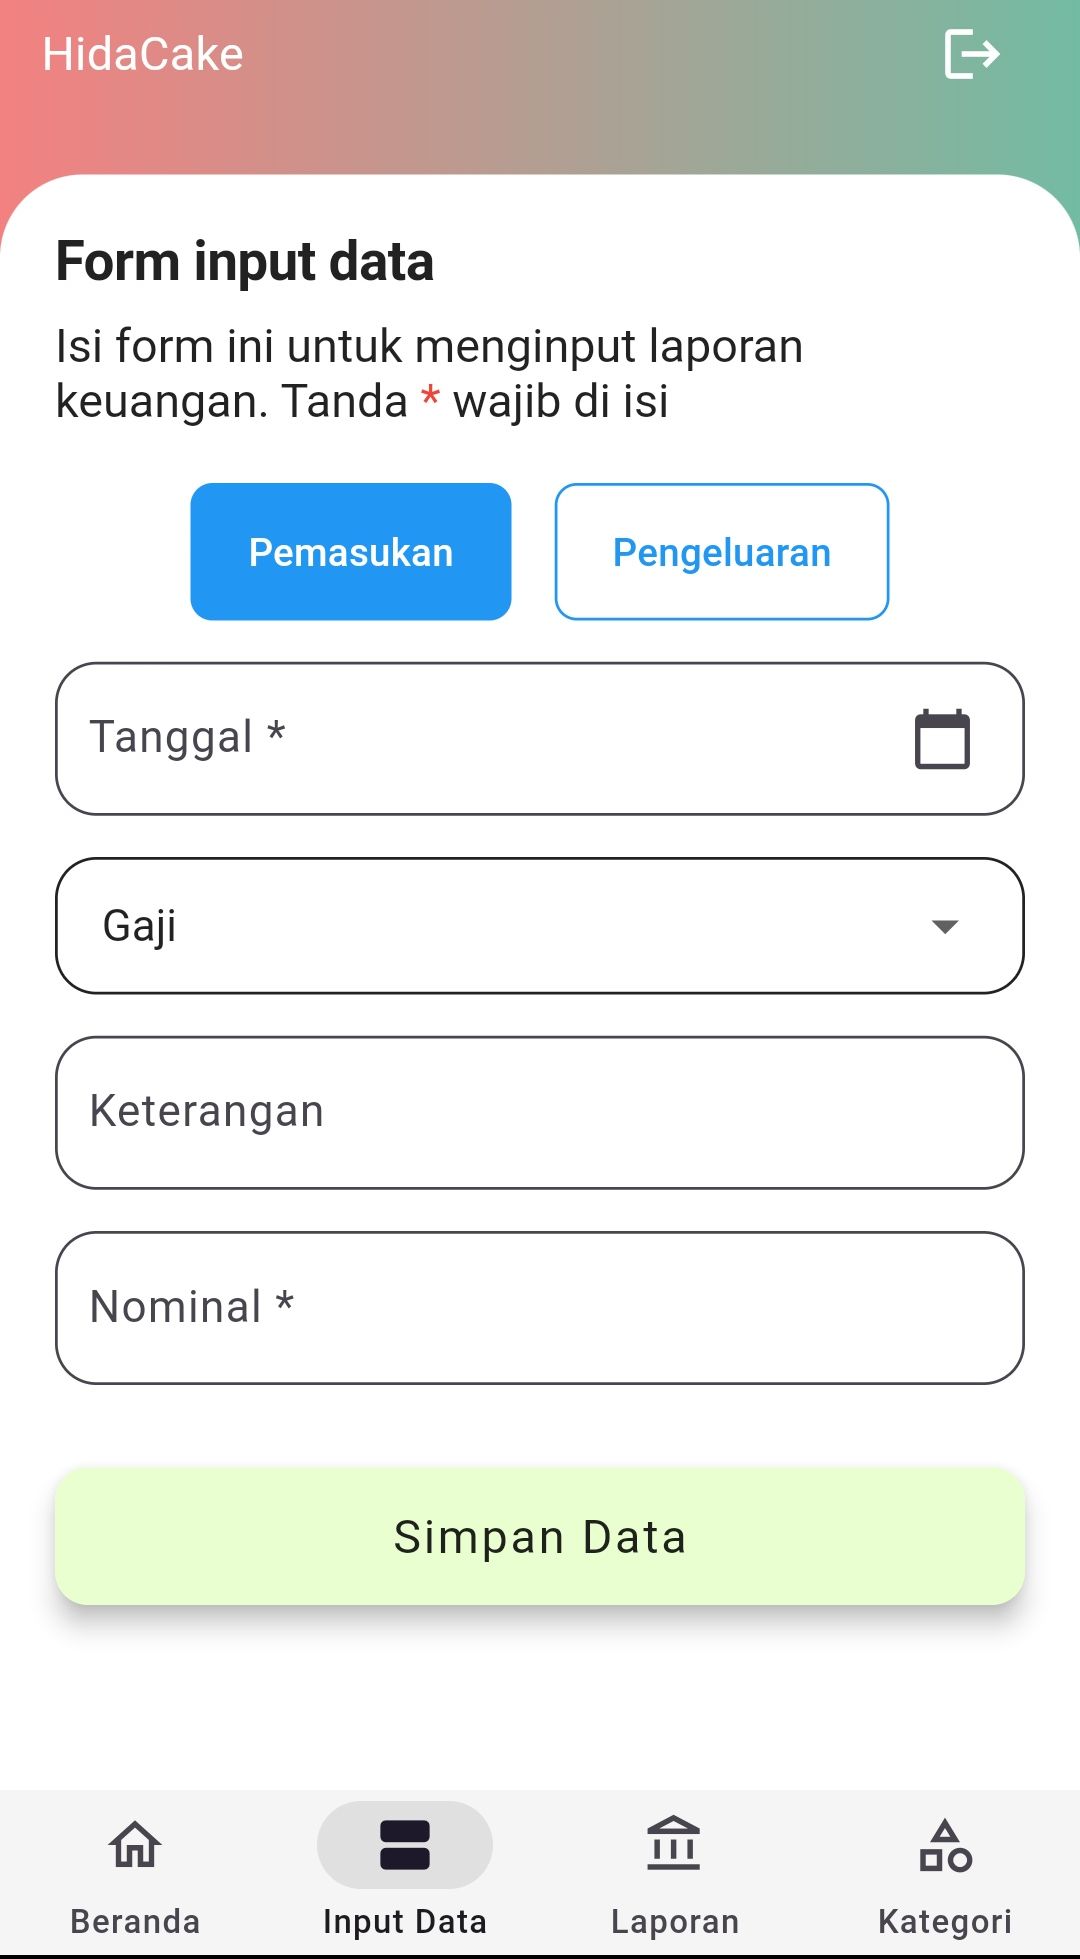 HidaCake
Form input data
Isi form ini untuk menginput laporan
keuangan. Tanda * wajib di isi
Pemasukan
Pengeluaran
Tanggal *
Gaji
Keterangan
Nominal *
Simpan Data
Beranda
Input Data
Laporan
Kategori